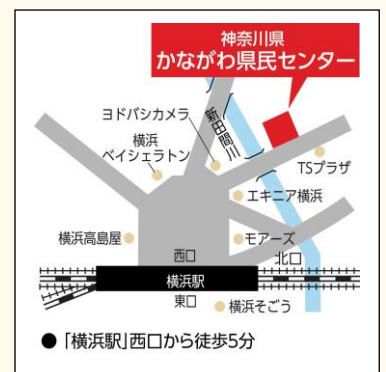 神奈川県
かながわ県民センター
ヨドバシカメラ
新田間川
横浜
ベイシェラトン
TSプラザ
エキニア横浜
横浜高島屋
モアーズ
西口
北口
横浜駅
東口
横浜そごう
● 「横浜駅」西口から徒歩5分